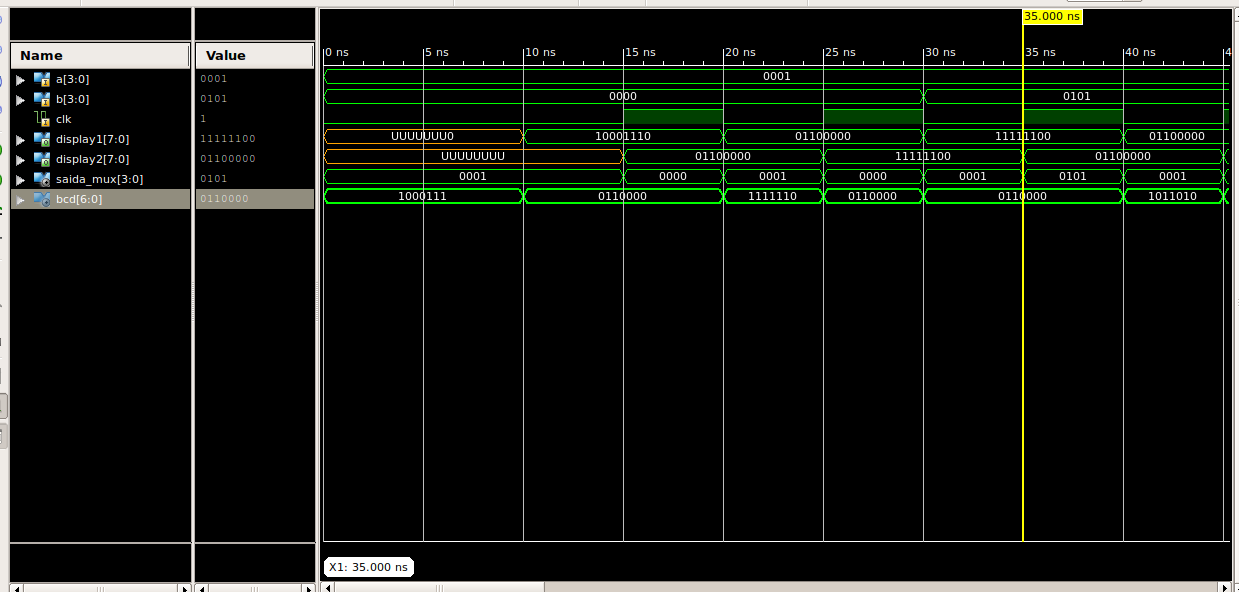 35.000 ns
Name Value 0 ns 5 ns 10 ns 15 ns 20 ns 25 ns 30 ns 35 ns 40 ns 4
a[3:0] 0001 0001
b[3:0] 0101 0000 0101
clk 1
display1[7:0] 11111100 UUUUUUU0 10001110 01100000 11111100 01100000
display2[7:0] 01100000 UUUUUUUU 01100000 11111100 01100000
saida_mux[3:0] 0101 0001 0000 0001 0000 0001 0101 0001
bcd[6:0] 0110000 1000111 0110000 1111110 0110000 0110000 1011010
X1: 35.000 ns